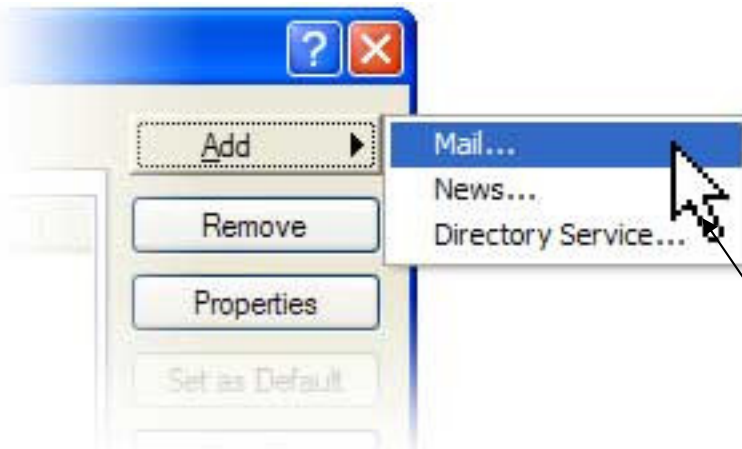 ?
Add
Mail...
News...
Directory Service...
Remove
Properties
Set as Default